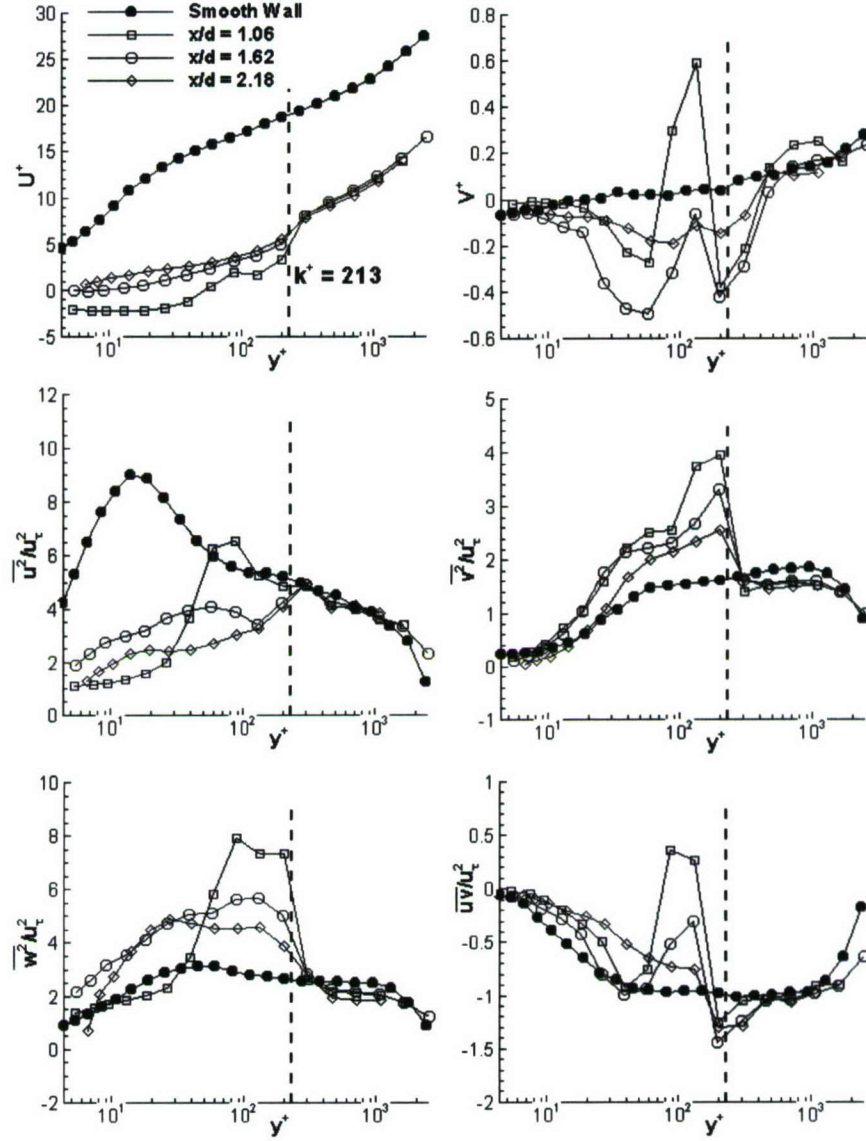 Smooth Wall
x/d = 1.06
x/d = 1.62
x/d = 2.18
30
25
20
15
10
5
0
-5
U⁺
k⁺ = 213
10¹ 10² 10³
y⁺
0.8
0.6
0.4
0.2
0
-0.2
-0.4
-0.6
V⁺
10¹ 10² 10³
y⁺
12
10
8
6
4
2
0
u²/u²τ
10¹ 10² 10³
y⁺
5
4
3
2
1
0
-1
v²/u²τ
10¹ 10² 10³
y⁺
10
8
6
4
2
0
-2
w²/u²τ
10¹ 10² 10³
y⁺
1
0.5
0
-0.5
-1
-1.5
-2
uv/u²τ
10¹ 10² 10³
y⁺